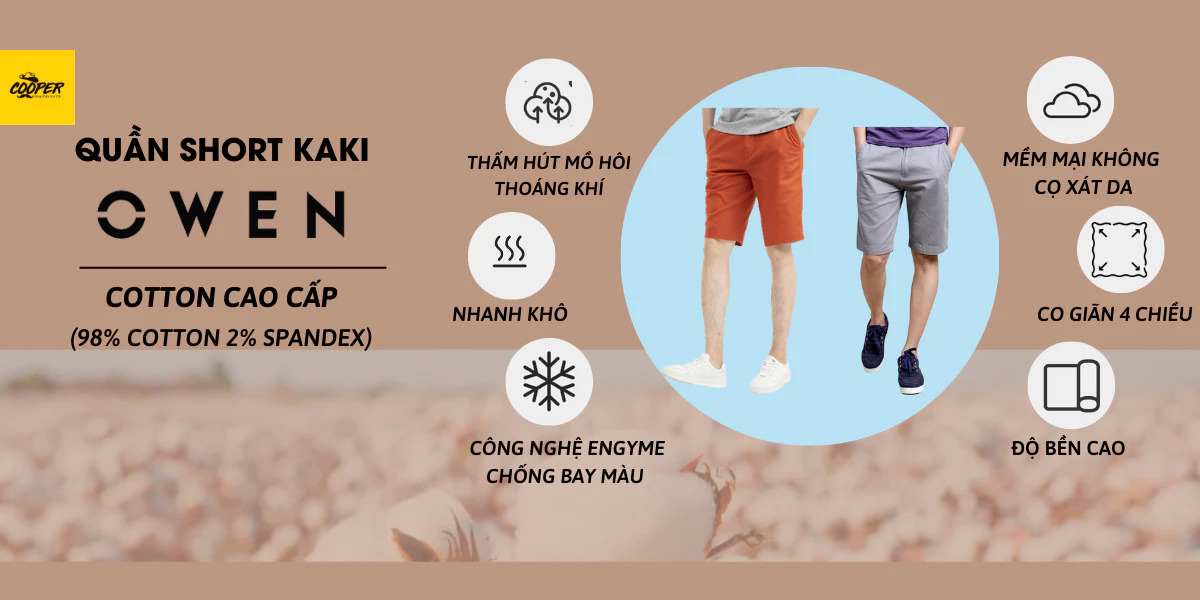 COOPER
QUẦN SHORT KAKI
OWEN
COTTON CAO CẤP
(98% COTTON 2% SPANDEX)
THẤM HÚT MỒ HÔI
THOÁNG KHÍ
NHANH KHÔ
CÔNG NGHỆ ENGYME
CHỐNG BAY MÀU
MỀM MẠI KHÔNG
CỌ XÁT DA
CO GIÃN 4 CHIỀU
ĐỘ BỀN CAO